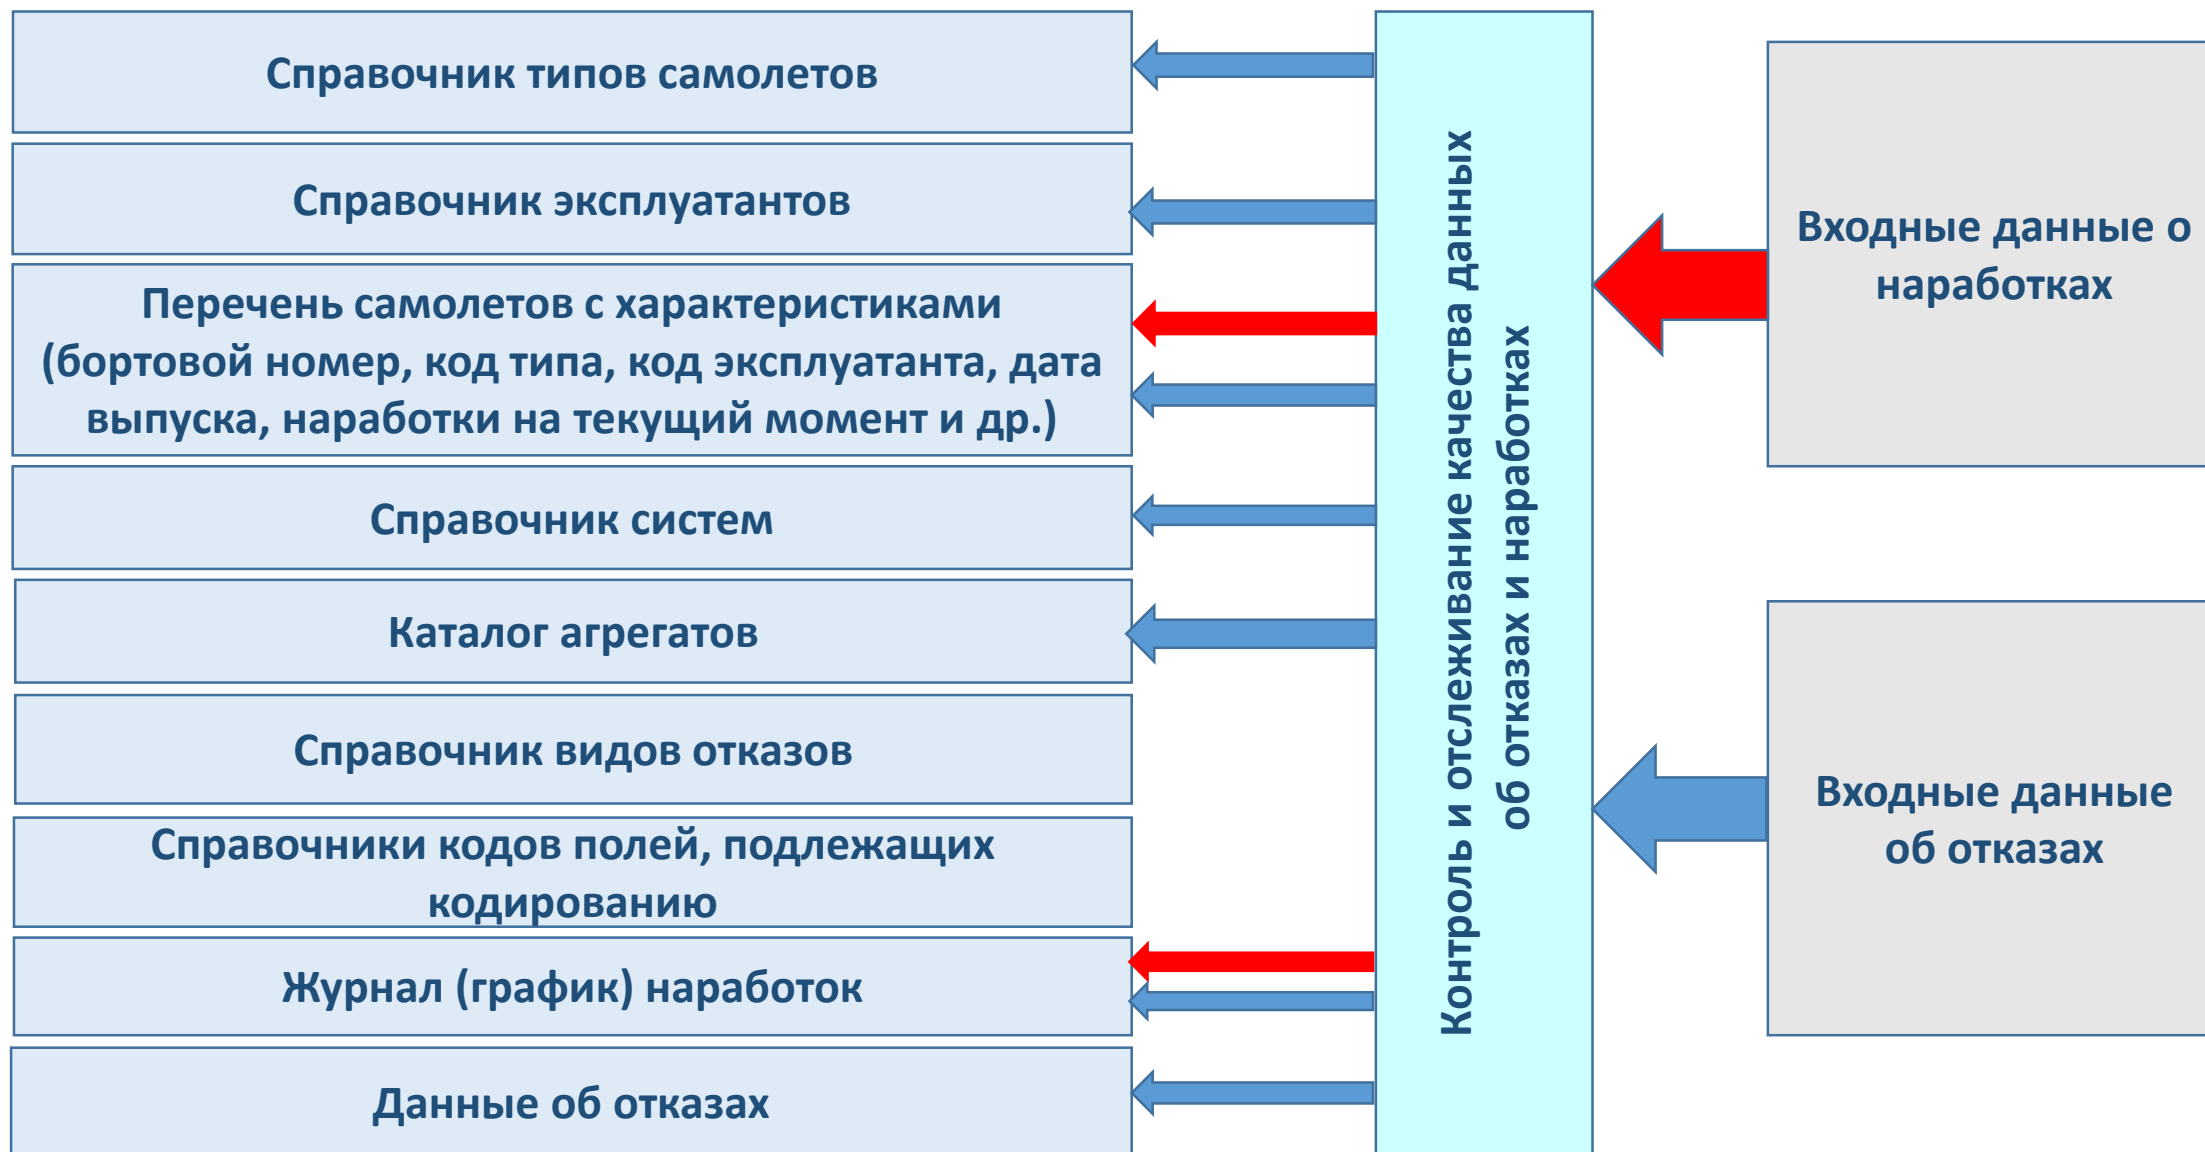 Справочник типов самолетов
Справочник эксплуатантов
Перечень самолетов с характеристиками
(бортовой номер, код типа, код эксплуатанта, дата
выпуска, наработки на текущий момент и др.)
Справочник систем
Каталог агрегатов
Справочник видов отказов
Справочники кодов полей, подлежащих
кодированию
Журнал (график) наработок
Данные об отказах
Контроль и отслеживание качества данных
об отказах и наработках
Входные данные о
наработках
Входные данные
об отказах